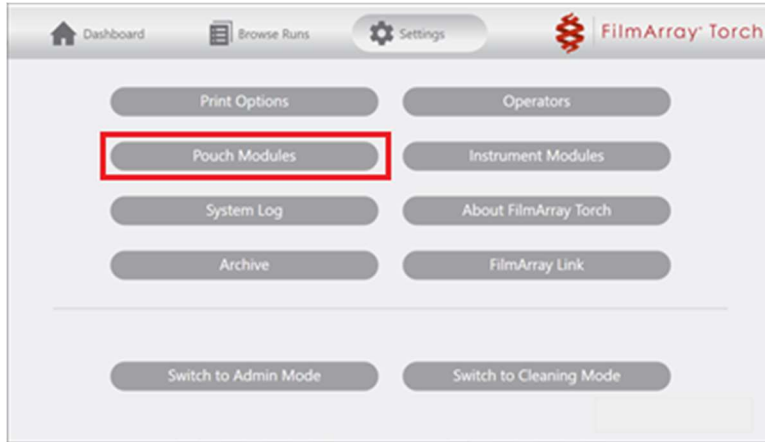 Dashboard Browse Runs Settings FilmArray® Torch
Print Options Operators
Pouch Modules Instrument Modules
System Log About FilmArray Torch
Archive FilmArray Link
Switch to Admin Mode Switch to Cleaning Mode